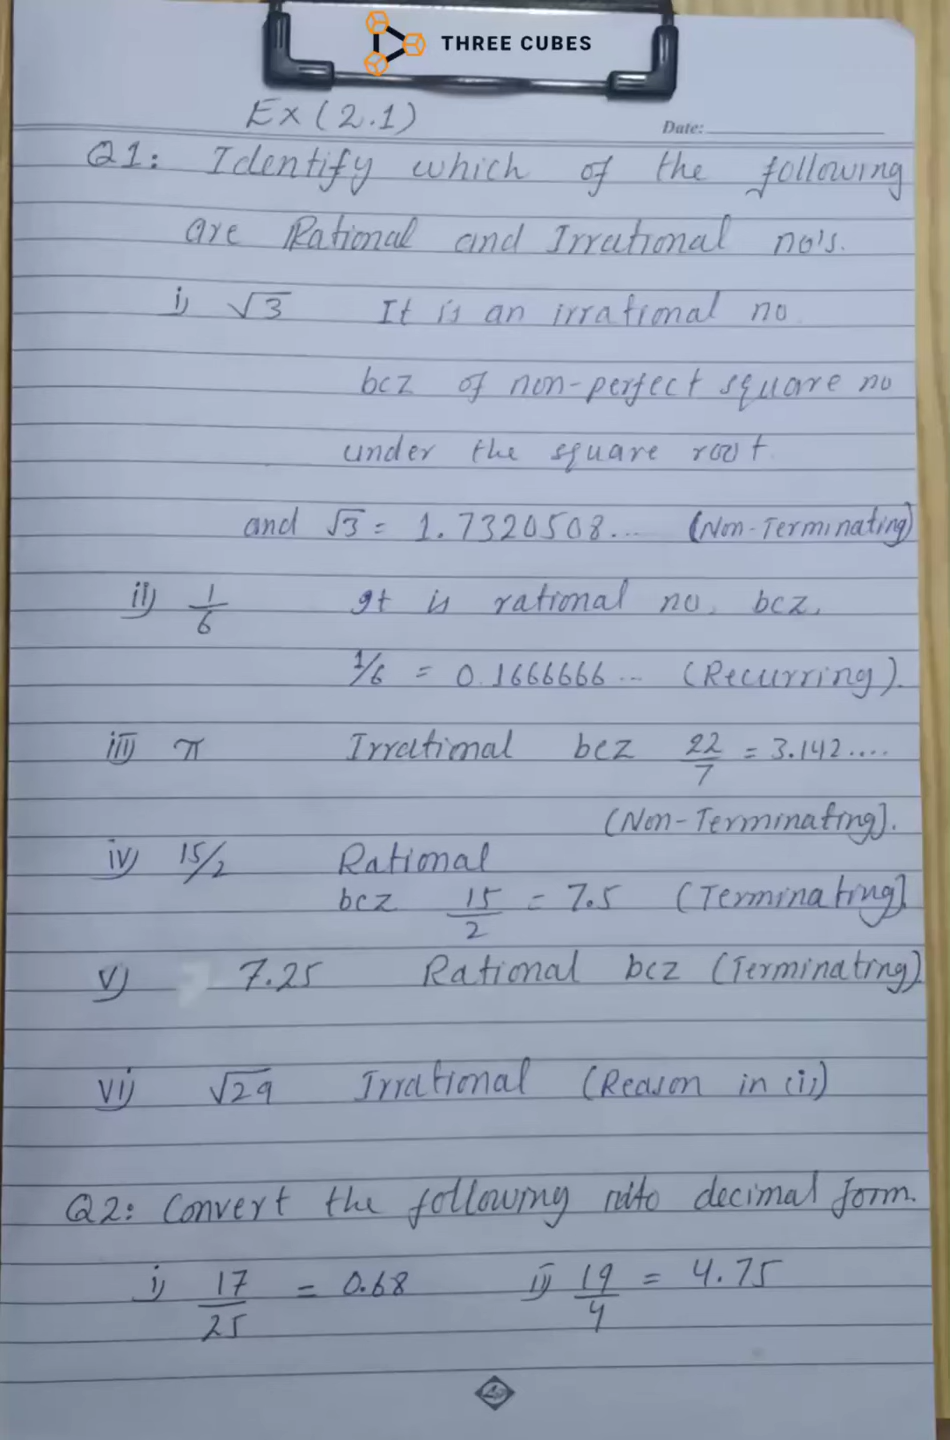 THREE CUBES
Ex (2.1)
Date:
Q1: Identify which of the following
are Rational and Irrational no's.
i) √3 It is an irrational no
bcz of non-perfect square no
under the square root
and √3 = 1.7320508... (Non-Terminating)
ii) 1/6 It is rational no, bcz,
1/6 = 0.1666666... (Recurring).
iii) π Irrational bcz 22/7 = 3.142....
(Non-Terminating).
iv) 15/2 Rational
bcz 15/2 = 7.5 (Terminating)
v) 7.25 Rational bcz (Terminating)
vi) √29 Irrational (Reason in (i))
Q2: Convert the following into decimal form.
i) 17/25 = 0.68 ii) 19/4 = 4.75